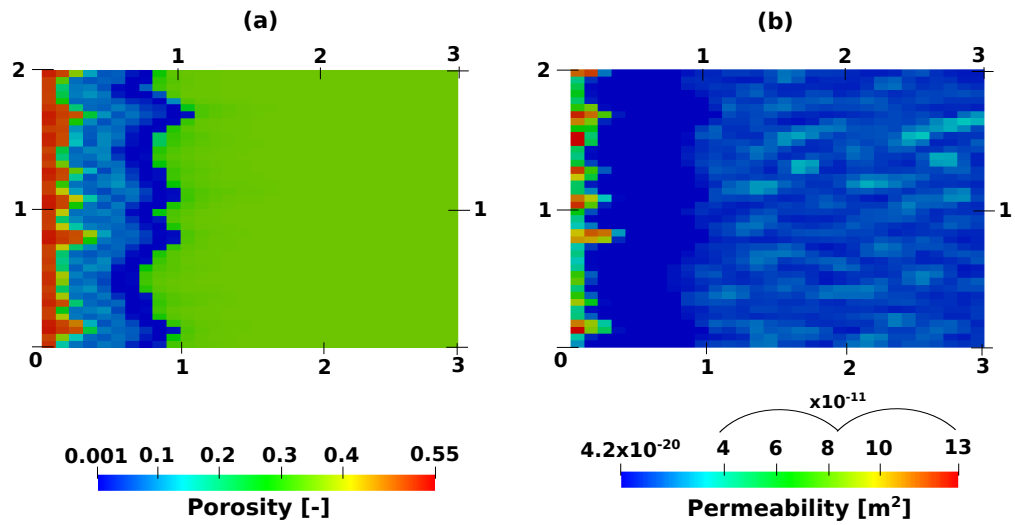 (a)
(b)
1 2 3
1 2 3
2
2
1 1
1 1
0 1 2 3
0 1 2 3
x10⁻¹¹
0.001 0.1 0.2 0.3 0.4 0.55
4.2x10⁻²⁰ 4 6 8 10 13
Porosity [-]
Permeability [m²]